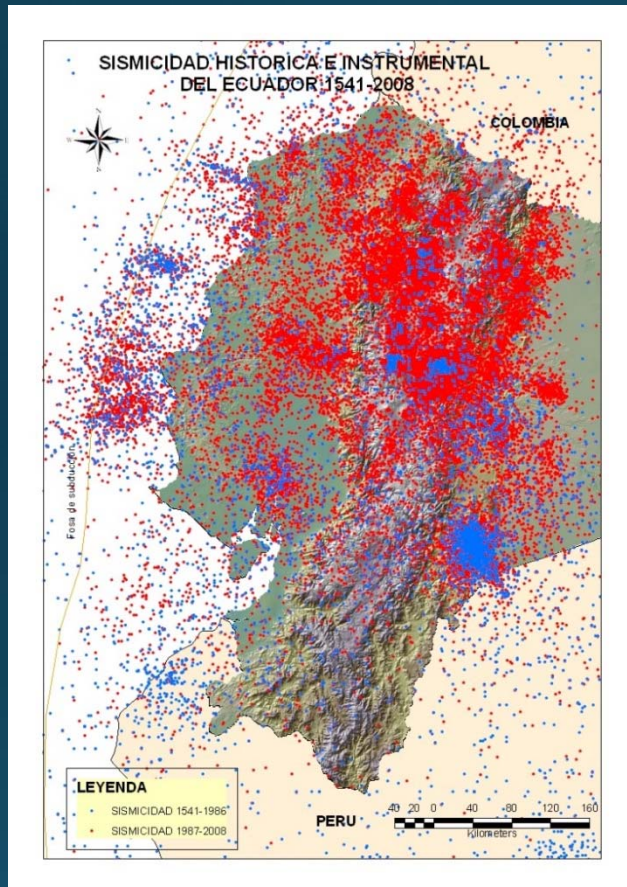 SISMICIDAD HISTORICA E INSTRUMENTAL
DEL ECUADOR 1541-2008
COLOMBIA
Fosa de subducción
LEYENDA
SISMICIDAD 1541-1986
SISMICIDAD 1987-2008
PERU
40 20 0 40 80 120 160
Kilometers